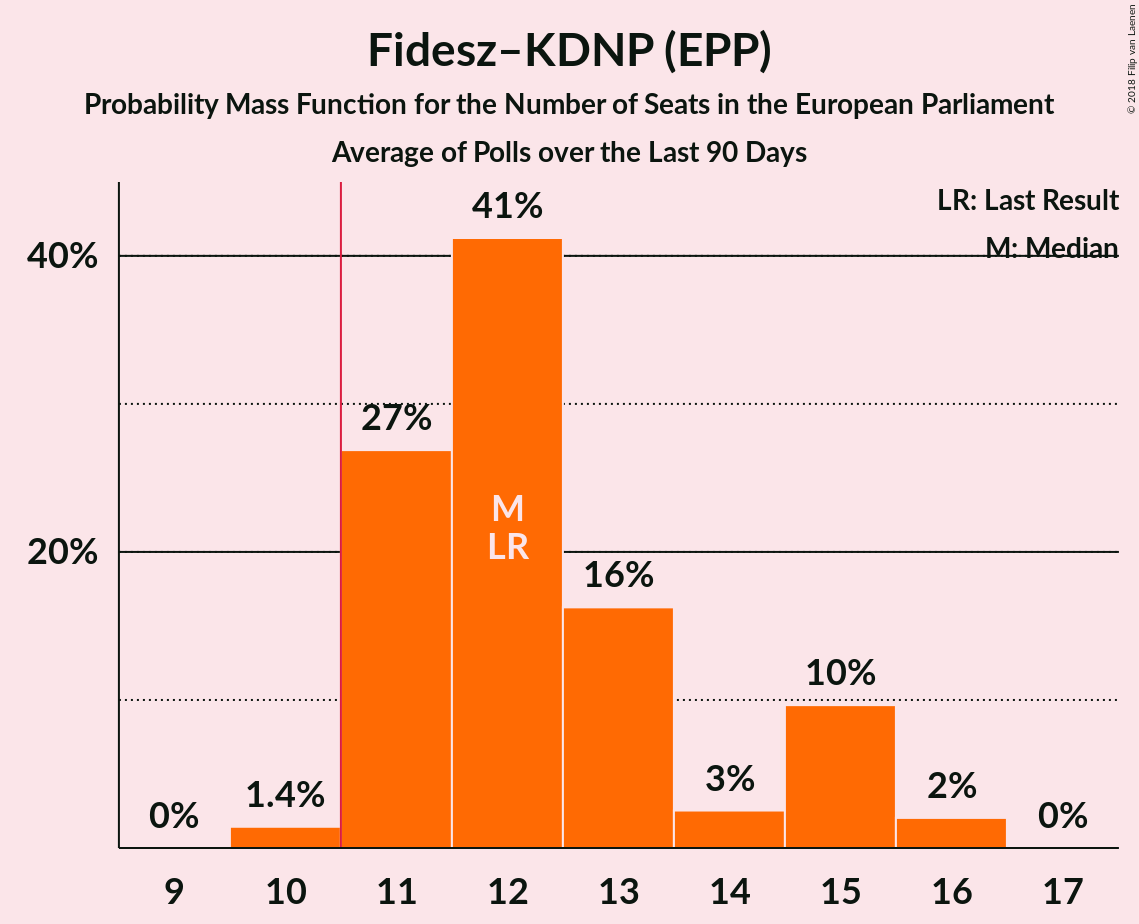 Fidesz–KDNP (EPP)
Probability Mass Function for the Number of Seats in the European Parliament
Average of Polls over the Last 90 Days
© 2018 Filip van Laenen
LR: Last Result
M: Median
40%
20%
0%
1.4%
27%
41%
M
LR
16%
3%
10%
2%
0%
9 10 11 12 13 14 15 16 17